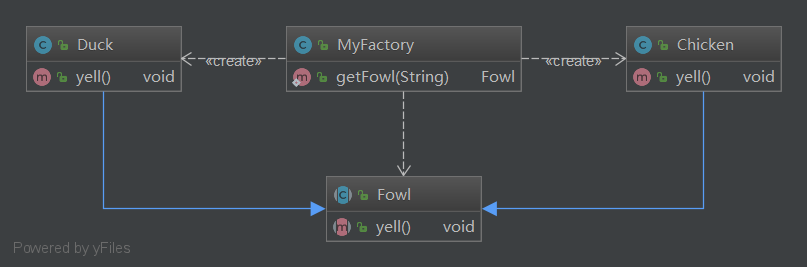 Duck
yell() void
«create»
MyFactory
getFowl(String) Fowl
«create»
Chicken
yell() void
Fowl
yell() void
Powered by yFiles